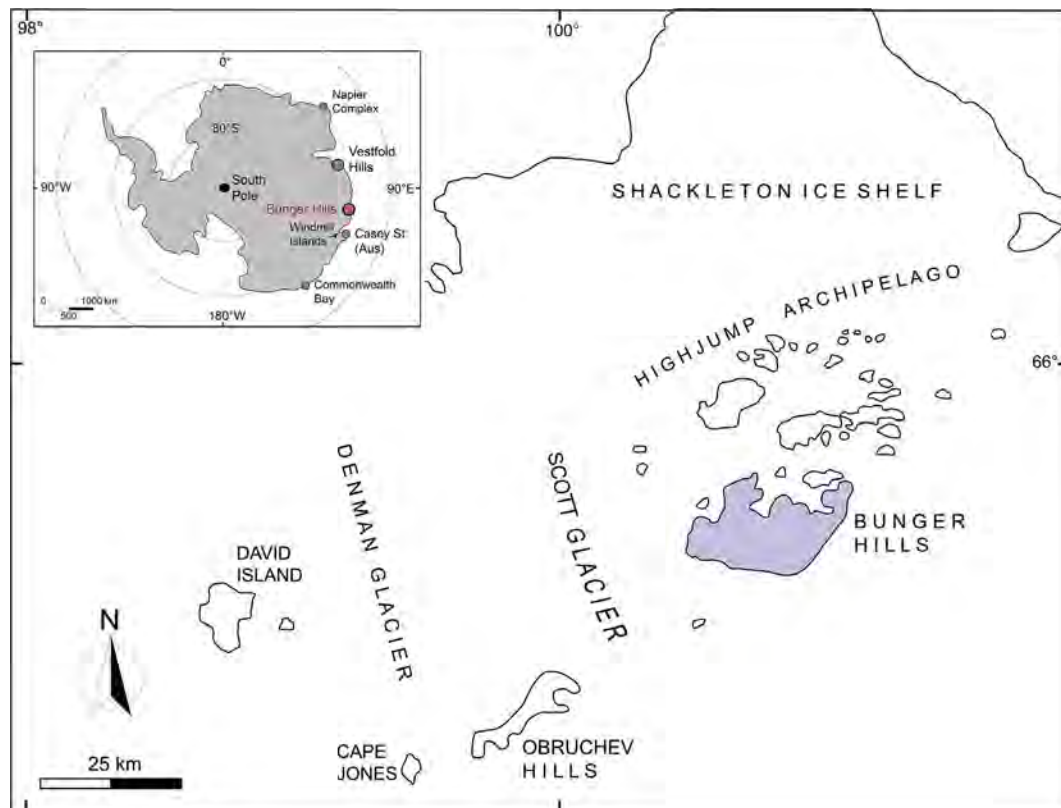 98°
100°
0°
Napier
Complex
80°S
Vestfold
Hills
90°W
South
Pole
90°E
Bunger Hills
Windmill
Islands
Casey St
(Aus)
Commonwealth
Bay
0 1000 km
500
180°W
SHACKLETON ICE SHELF
HIGHJUMP ARCHIPELAGO
66°
DENMAN GLACIER
SCOTT GLACIER
BUNGER
HILLS
DAVID
ISLAND
N
25 km
CAPE
JONES
OBRUCHEV
HILLS